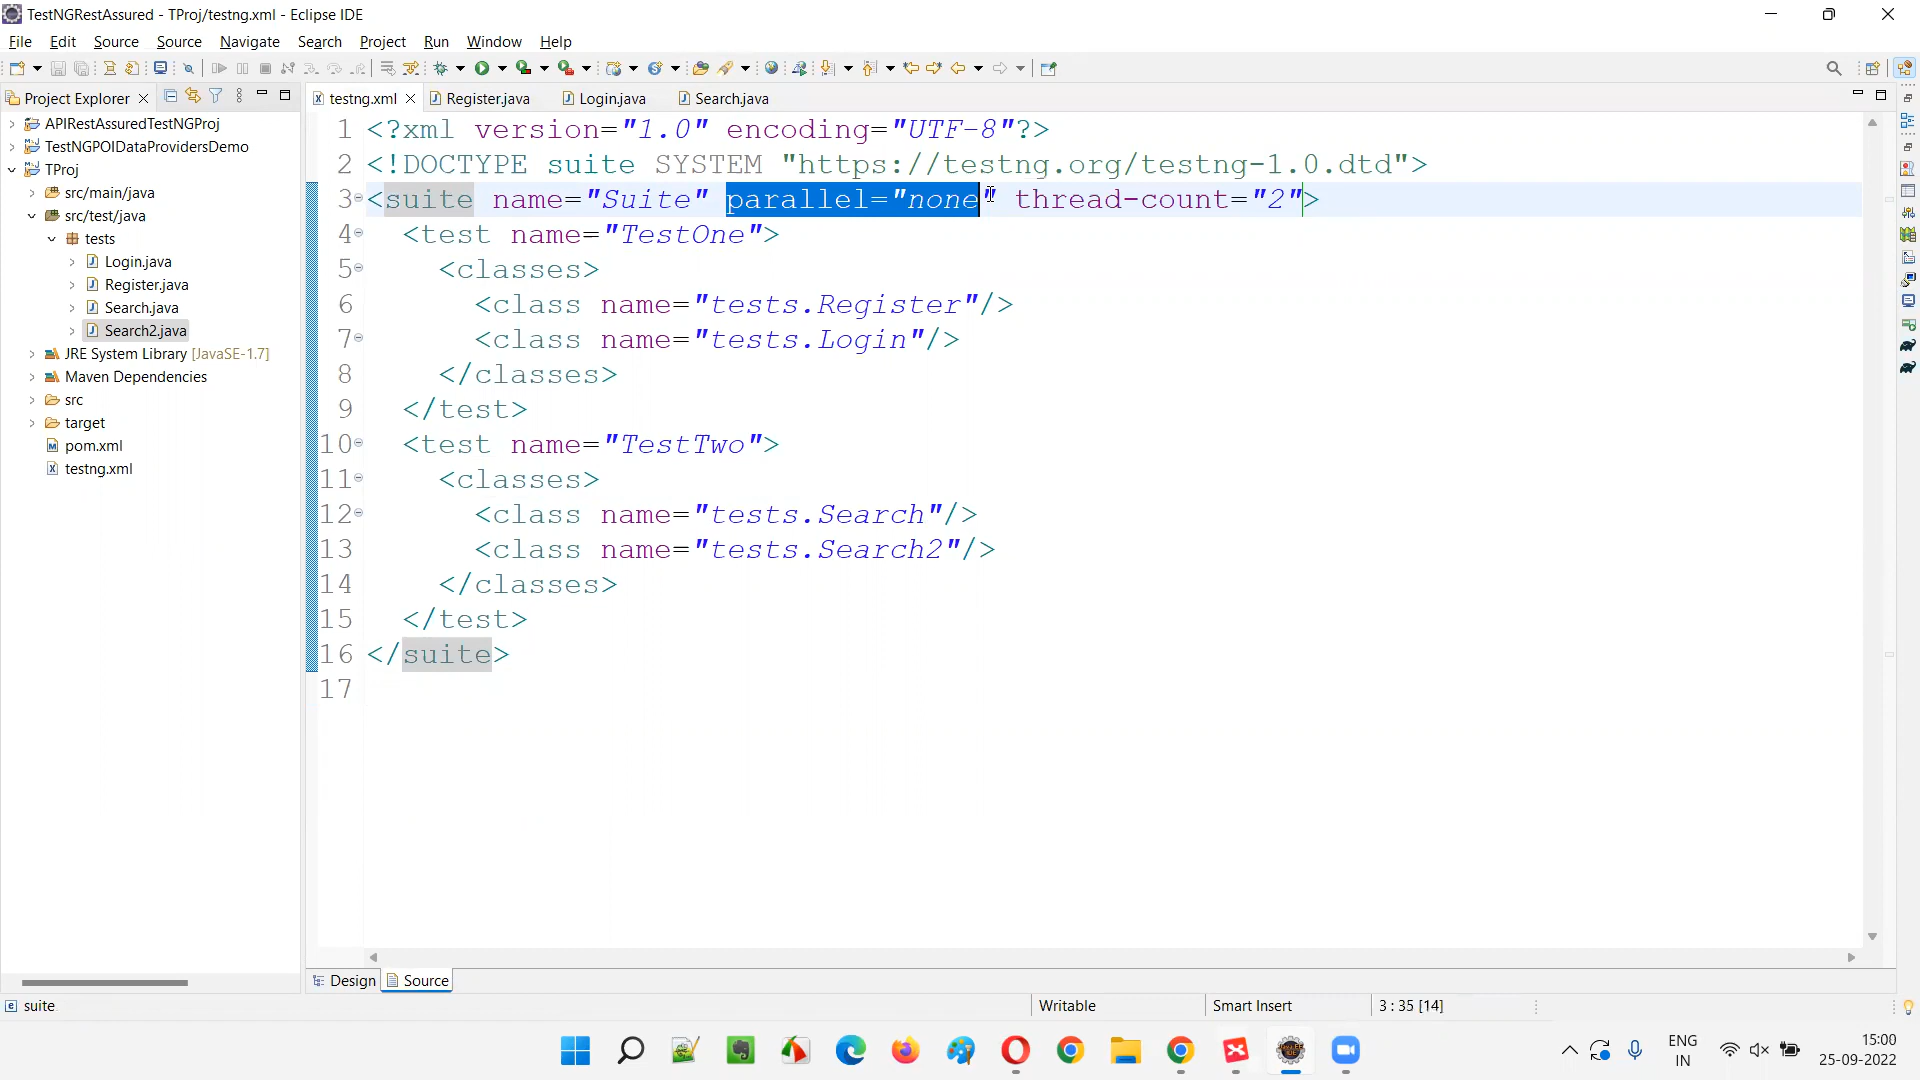 TestNGRestAssured - TProj/testng.xml - Eclipse IDE
File Edit Source Source Navigate Search Project Run Window Help
Project Explorer
testng.xml Register.java Login.java Search.java
APIRestAssuredTestNGProj
TestNGPOIDataProvidersDemo
TProj
src/main/java
src/test/java
tests
Login.java
Register.java
Search.java
Search2.java
JRE System Library [JavaSE-1.7]
Maven Dependencies
src
target
pom.xml
testng.xml
1 <?xml version="1.0" encoding="UTF-8"?>
2 <!DOCTYPE suite SYSTEM "https://testng.org/testng-1.0.dtd">
3 <suite name="Suite" parallel="none" thread-count="2">
4 <test name="TestOne">
5 <classes>
6 <class name="tests.Register"/>
7 <class name="tests.Login"/>
8 </classes>
9 </test>
10 <test name="TestTwo">
11 <classes>
12 <class name="tests.Search"/>
13 <class name="tests.Search2"/>
14 </classes>
15 </test>
16 </suite>
17
Design Source
suite Writable Smart Insert 3 : 35 [14]
ENG
IN
15:00
25-09-2022